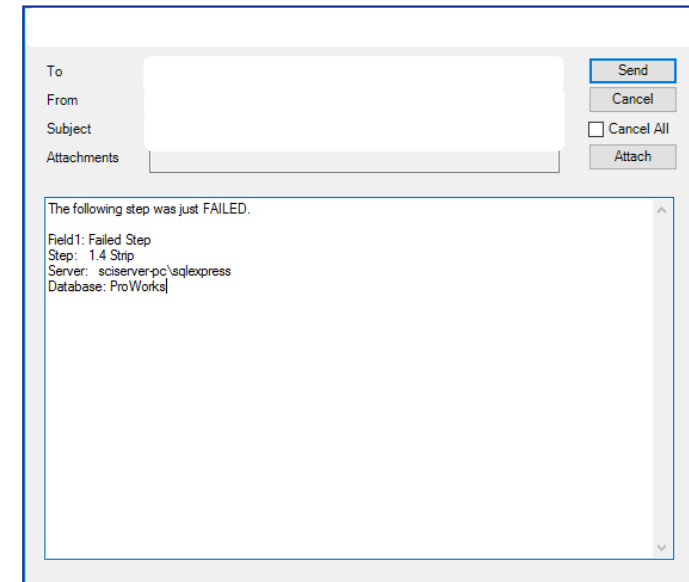 To
Send
From
Cancel
Subject
Cancel All
Attachments
Attach
The following step was just FAILED.
Field1: Failed Step
Step: 1.4 Strip
Server: sciserver-pc\sqlexpress
Database: ProWorks